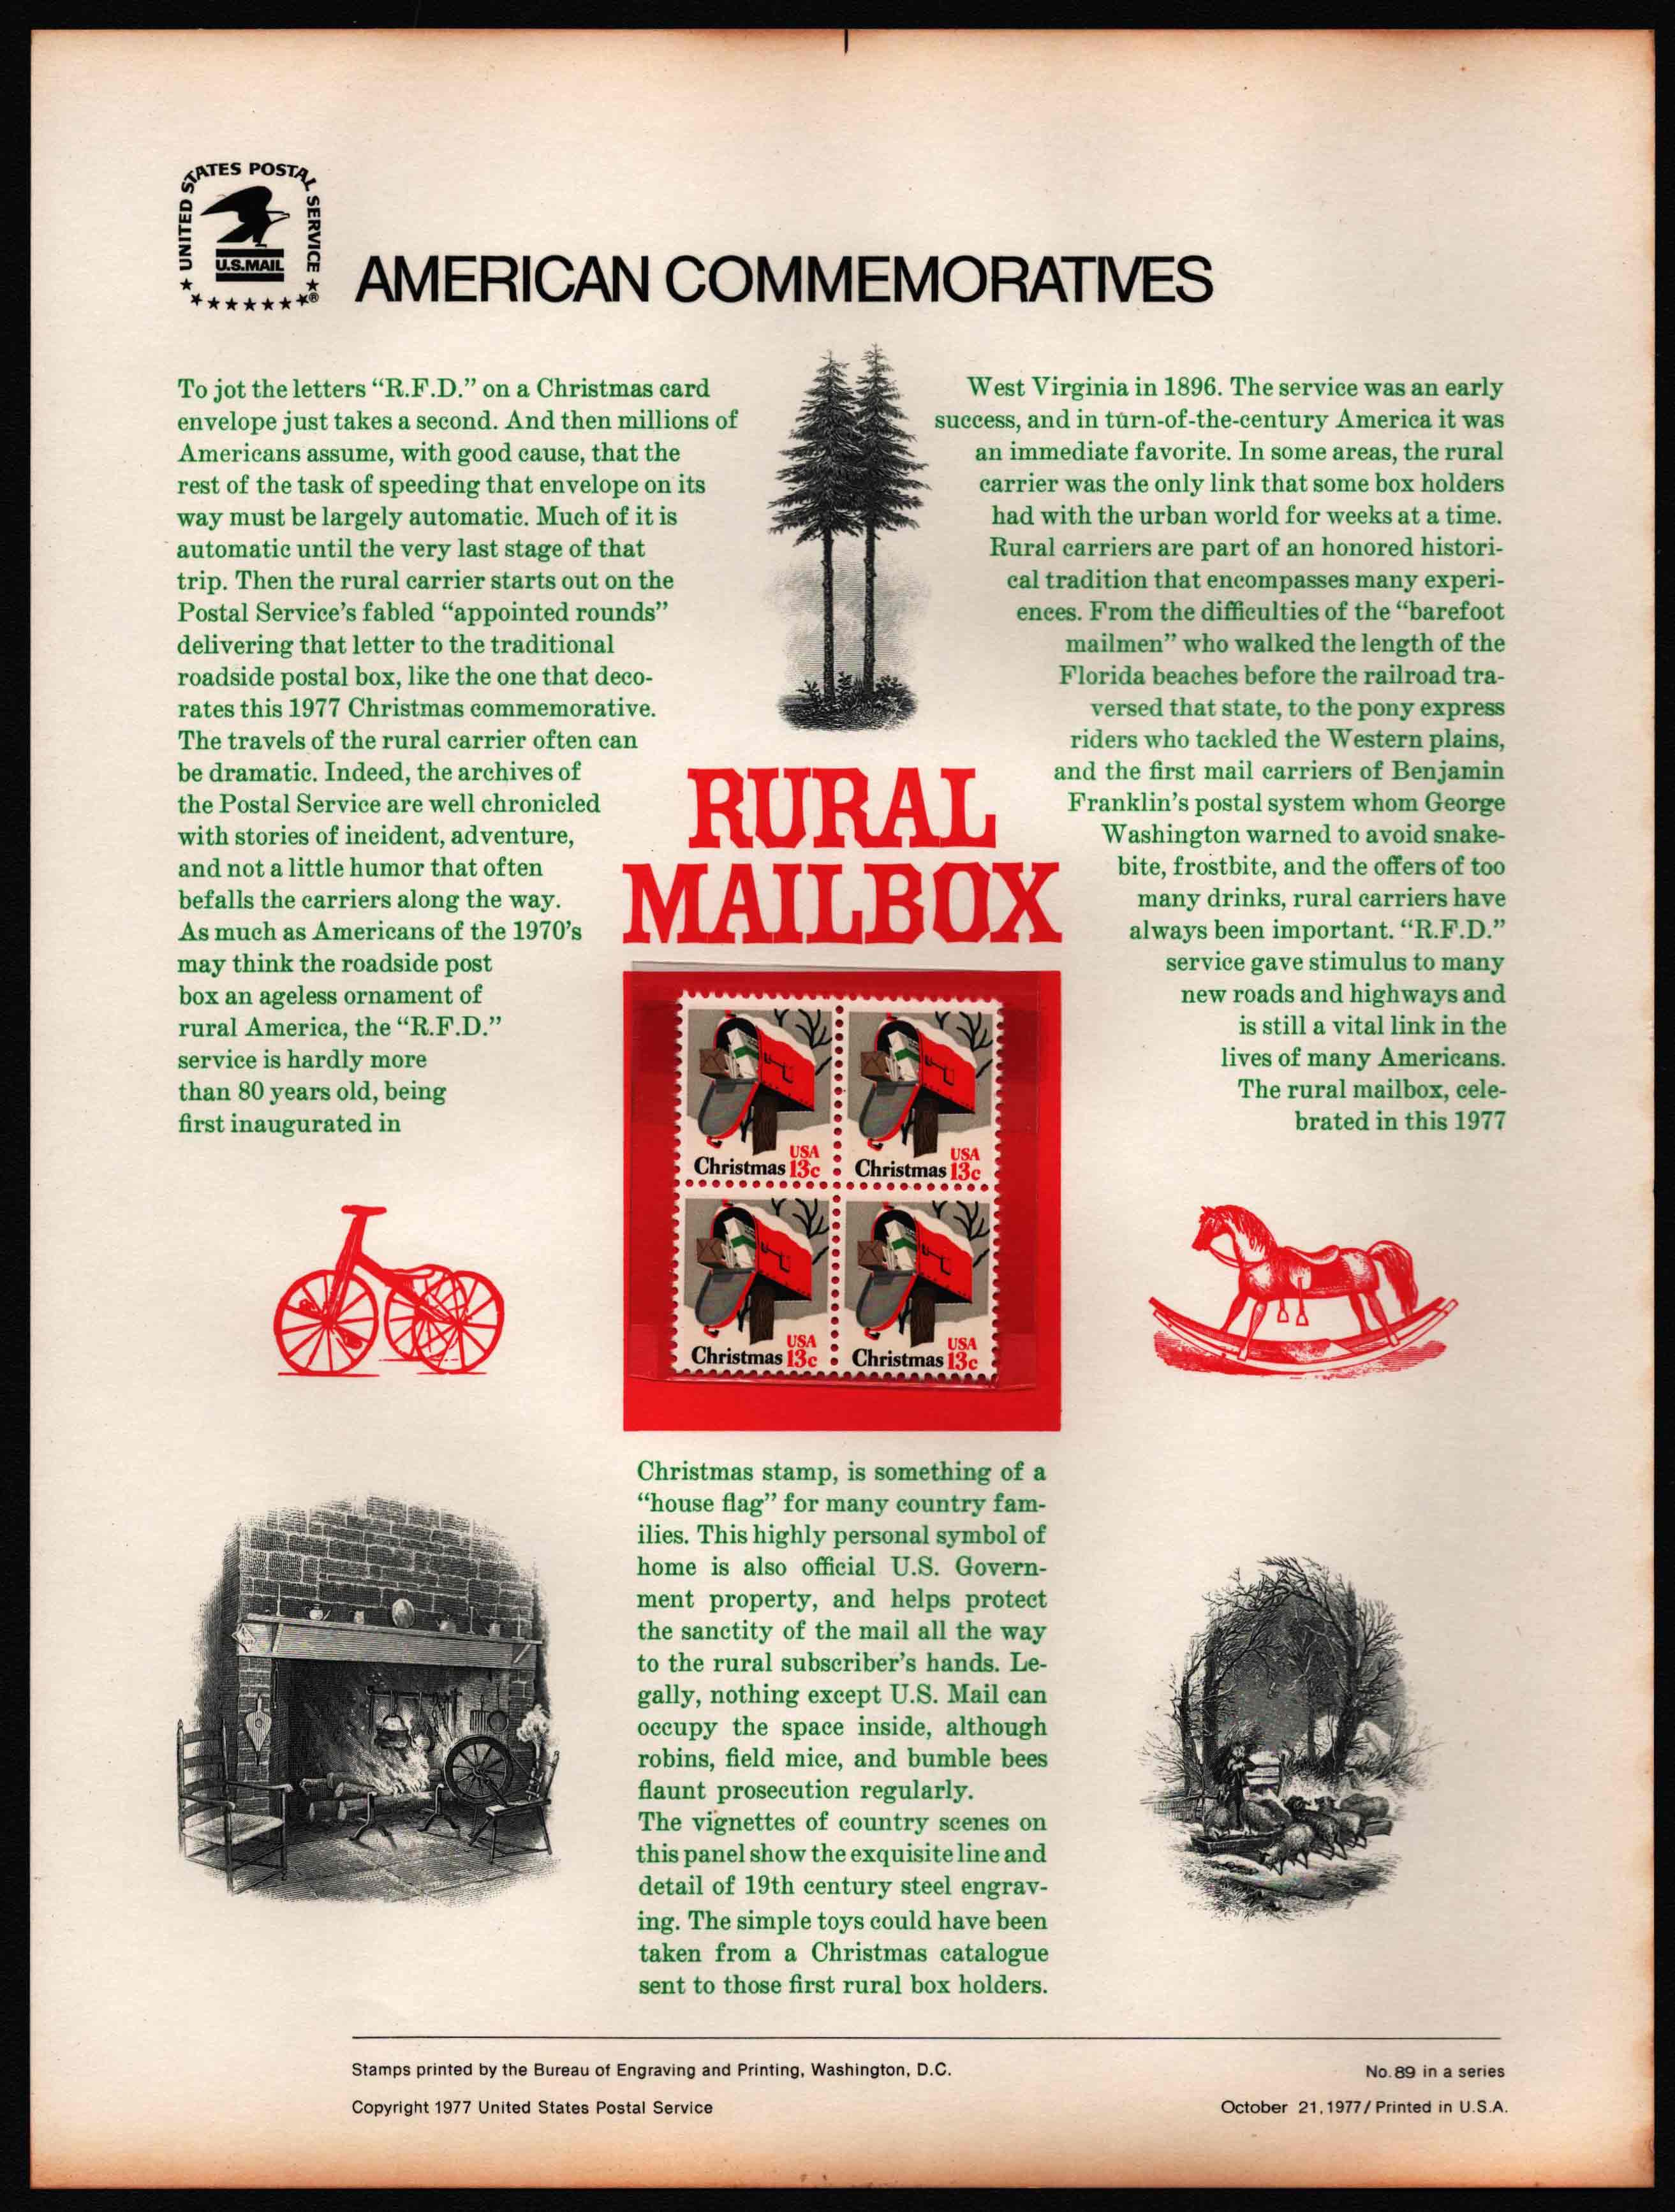 UNITED STATES POSTAL SERVICE
U.S.MAIL
AMERICAN COMMEMORATIVES
To jot the letters “R.F.D.” on a Christmas card
envelope just takes a second. And then millions of
Americans assume, with good cause, that the
rest of the task of speeding that envelope on its
way must be largely automatic. Much of it is
automatic until the very last stage of that
trip. Then the rural carrier starts out on the
Postal Service’s fabled “appointed rounds”
delivering that letter to the traditional
roadside postal box, like the one that deco-
rates this 1977 Christmas commemorative.
The travels of the rural carrier often can
be dramatic. Indeed, the archives of
the Postal Service are well chronicled
with stories of incident, adventure,
and not a little humor that often
befalls the carriers along the way.
As much as Americans of the 1970’s
may think the roadside post
box an ageless ornament of
rural America, the “R.F.D.”
service is hardly more
than 80 years old, being
first inaugurated in
West Virginia in 1896. The service was an early
success, and in turn-of-the-century America it was
an immediate favorite. In some areas, the rural
carrier was the only link that some box holders
had with the urban world for weeks at a time.
Rural carriers are part of an honored histori-
cal tradition that encompasses many experi-
ences. From the difficulties of the “barefoot
mailmen” who walked the length of the
Florida beaches before the railroad tra-
versed that state, to the pony express
riders who tackled the Western plains,
and the first mail carriers of Benjamin
Franklin’s postal system whom George
Washington warned to avoid snake-
bite, frostbite, and the offers of too
many drinks, rural carriers have
always been important. “R.F.D.”
service gave stimulus to many
new roads and highways and
is still a vital link in the
lives of many Americans.
The rural mailbox, cele-
brated in this 1977
RURAL
MAILBOX
USA
Christmas 13c
USA
Christmas 13c
USA
Christmas 13c
USA
Christmas 13c
Christmas stamp, is something of a
“house flag” for many country fam-
ilies. This highly personal symbol of
home is also official U.S. Govern-
ment property, and helps protect
the sanctity of the mail all the way
to the rural subscriber’s hands. Le-
gally, nothing except U.S. Mail can
occupy the space inside, although
robins, field mice, and bumble bees
flaunt prosecution regularly.
The vignettes of country scenes on
this panel show the exquisite line and
detail of 19th century steel engrav-
ing. The simple toys could have been
taken from a Christmas catalogue
sent to those first rural box holders.
Stamps printed by the Bureau of Engraving and Printing, Washington, D.C.
No. 89 in a series
Copyright 1977 United States Postal Service
October 21, 1977/ Printed in U.S.A.